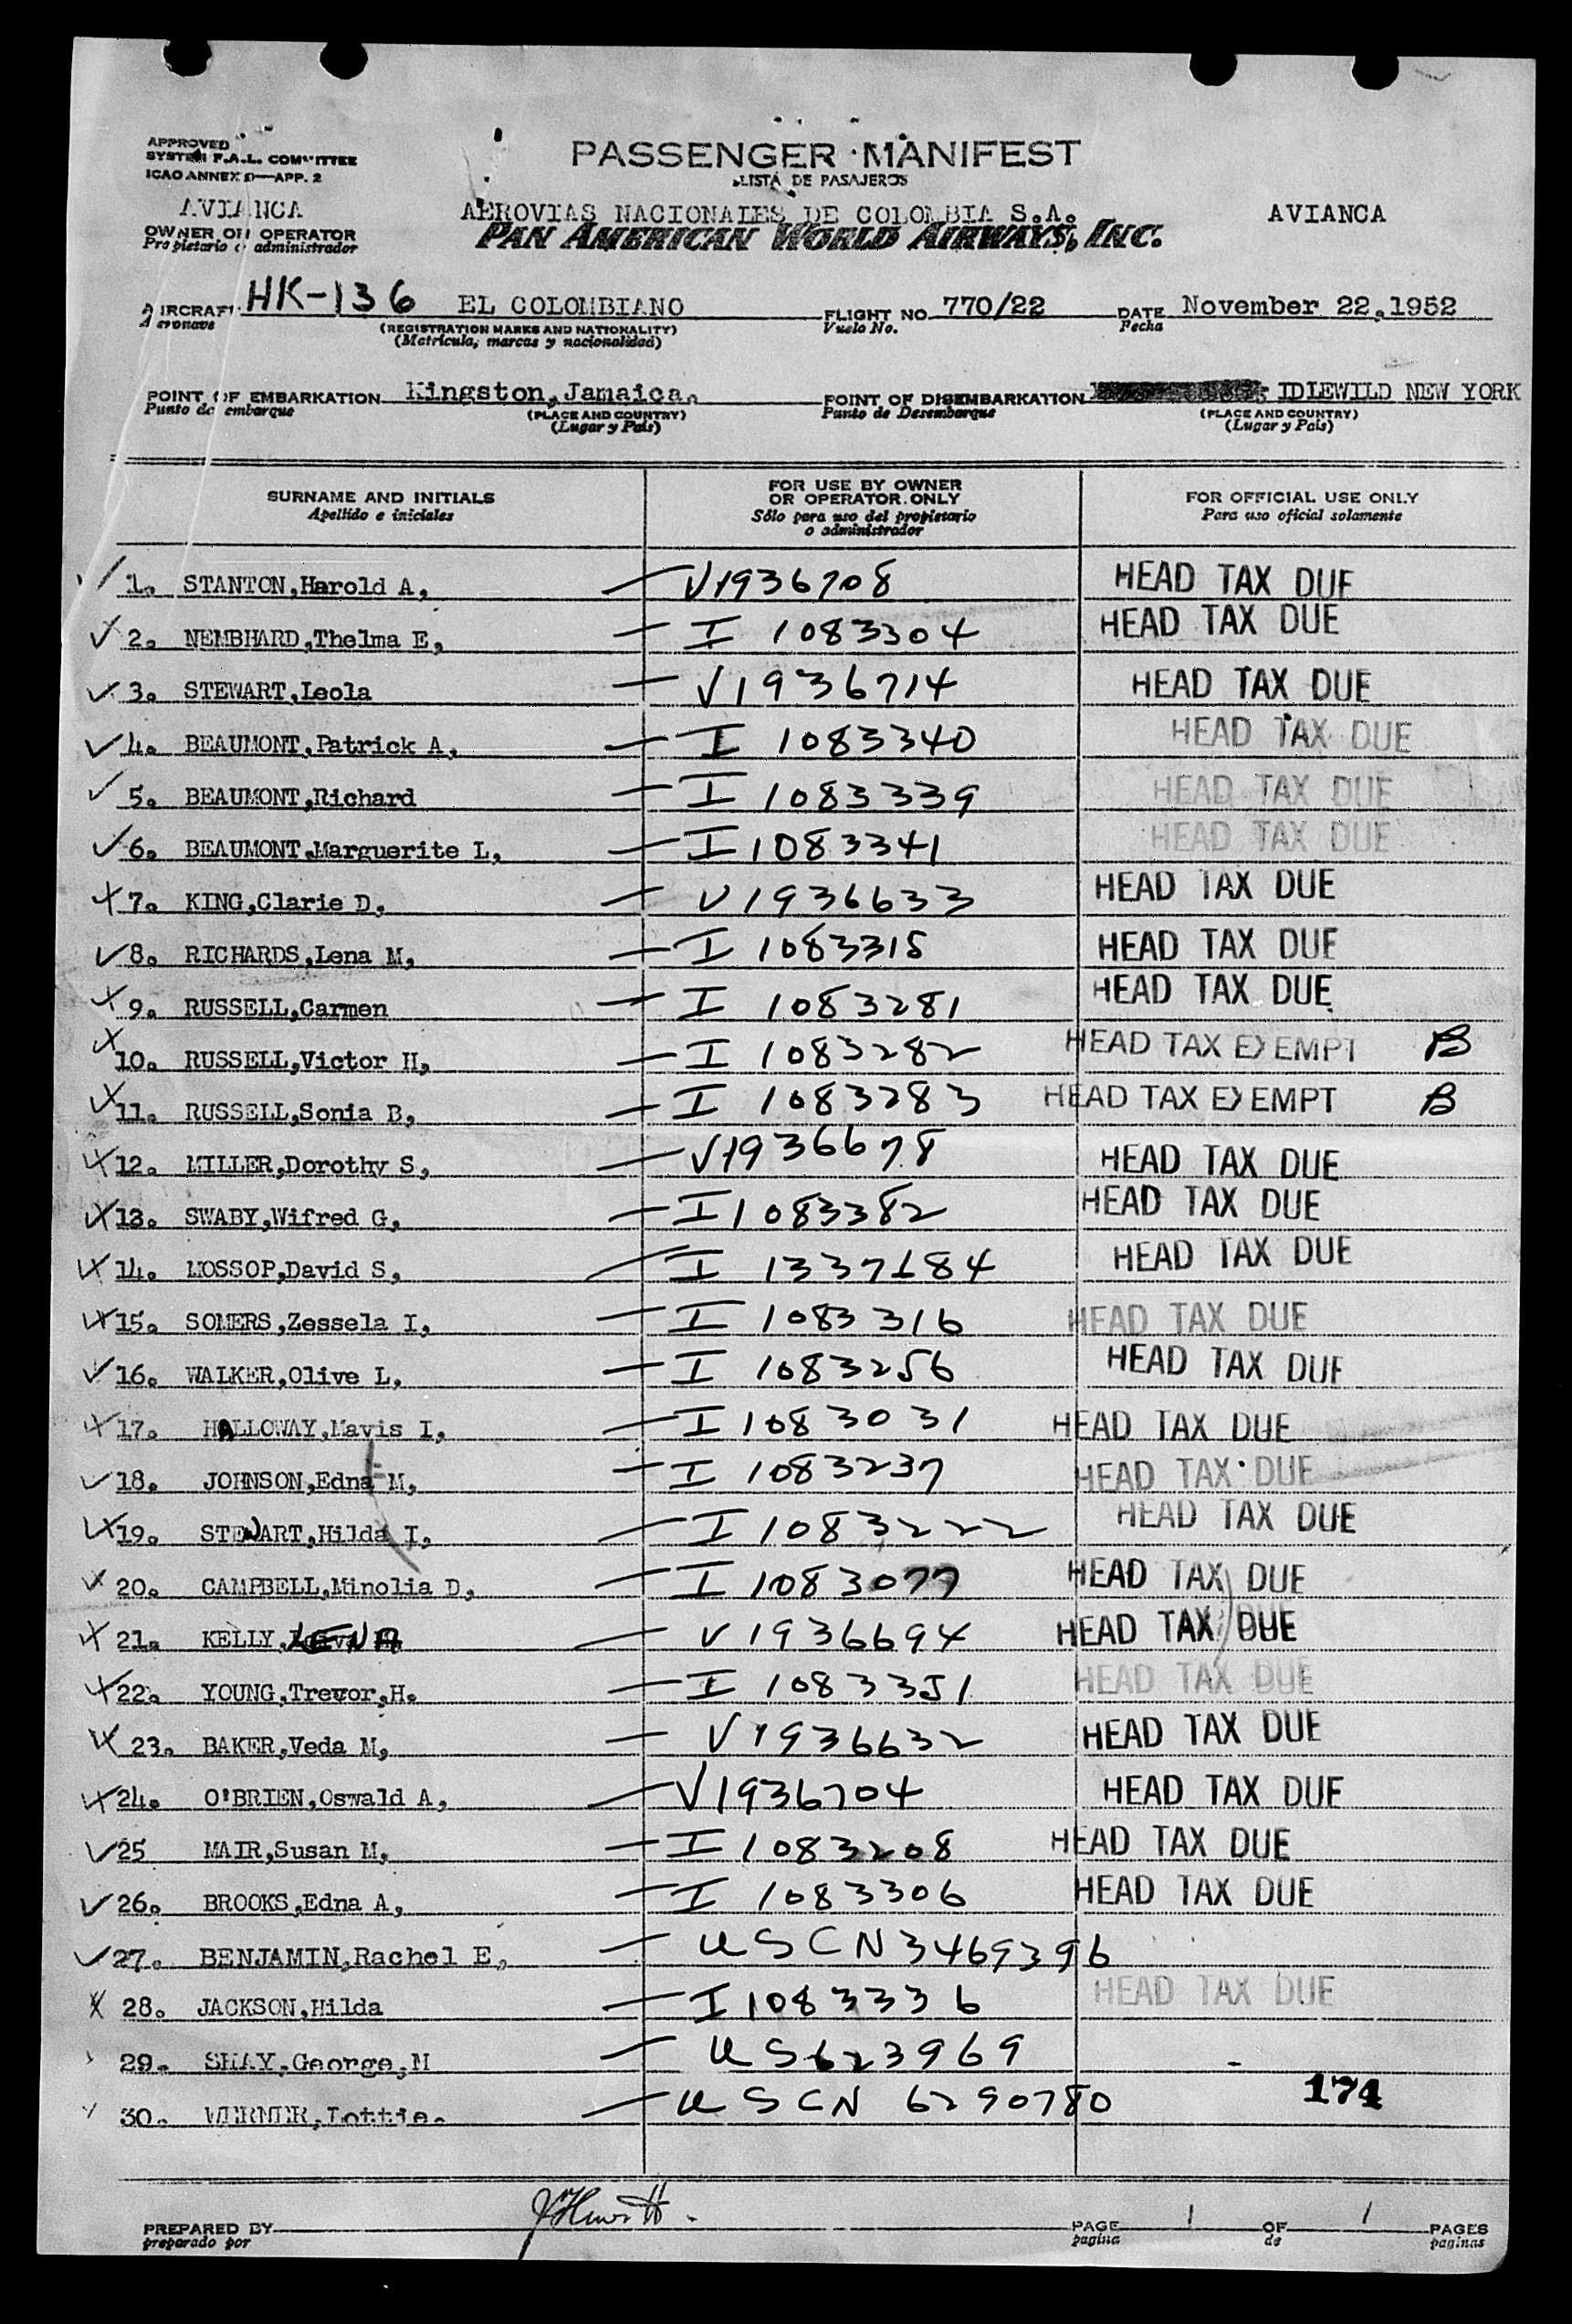 APPROVED
SYSTEM F.A.L. COMMITTEE
ICAO ANNEX 9—APP. 2
PASSENGER MANIFEST
LISTA DE PASAJEROS
AVIANCA
OWNER OR OPERATOR
Propietario o administrador
AEROVIAS NACIONALES DE COLOMBIA S.A.
PAN AMERICAN WORLD AIRWAYS, INC.
AVIANCA
AIRCRAFT HK-136 EL COLOMBIANO FLIGHT NO. 770/22 DATE November 22,1952
Aeronave (REGISTRATION MARKS AND NATIONALITY) Vuelo No. Fecha
(Matricula, marcas y nacionalidad)
POINT OF EMBARKATION Kingston,Jamaica. POINT OF DISEMBARKATION IDLEWILD NEW YORK
Punto de embarque (PLACE AND COUNTRY) Punto de Desembarque (PLACE AND COUNTRY)
(Lugar y País) (Lugar y País)
SURNAME AND INITIALS
Apellido e iniciales
FOR USE BY OWNER
OR OPERATOR ONLY
Sólo para uso del propietario
o administrador
FOR OFFICIAL USE ONLY
Para uso oficial solamente
1. STANTON,Harold A, V1936708 HEAD TAX DUE
2. NEMBHARD,Thelma E, I 1083304 HEAD TAX DUE
3. STEWART,Leola V1936714 HEAD TAX DUE
4. BEAUMONT,Patrick A, I 1083340 HEAD TAX DUE
5. BEAUMONT,Richard I 1083339 HEAD TAX DUE
6. BEAUMONT,Marguerite L, I 1083341 HEAD TAX DUE
7. KING,Clarie D, V1936633 HEAD TAX DUE
8. RICHARDS,Lena M, I 1083315 HEAD TAX DUE
9. RUSSELL,Carmen I 1083281 HEAD TAX DUE
10. RUSSELL,Victor H, I 1083282 HEAD TAX EXEMPT B
11. RUSSELL,Sonia B, I 1083283 HEAD TAX EXEMPT B
12. MILLER,Dorothy S, V1936678 HEAD TAX DUE
13. SWABY,Wifred G, I 1083382 HEAD TAX DUE
14. MOSSOP,David S, I 1337684 HEAD TAX DUE
15. SOMERS,Zessela I, I 1083316 HEAD TAX DUE
16. WALKER,Olive L, I 1083256 HEAD TAX DUE
17. HALLOWAY,Mavis I, I 1083031 HEAD TAX DUE
18. JOHNSON,Edna M, I 1083237 HEAD TAX DUE
19. STEWART,Hilda I, I 1083222 HEAD TAX DUE
20. CAMPBELL,Minolia D, I 1083077 HEAD TAX DUE
21. KELLY, LENA V1936694 HEAD TAX DUE
22. YOUNG,Trevor,H. I 1083351 HEAD TAX DUE
23. BAKER,Veda M, V1936632 HEAD TAX DUE
24. O'BRIEN,Oswald A, V1936704 HEAD TAX DUE
25 MAIR,Susan M, I 1083208 HEAD TAX DUE
26. BROOKS,Edna A, I 1083306 HEAD TAX DUE
27. BENJAMIN,Rachel E, USCN3469396
28. JACKSON,Hilda I 1083336 HEAD TAX DUE
29. SHAY,George,M US623969
30. WERNER,Lottie. USCN 6290780
174
PREPARED BY PAGE 1 OF 1 PAGES
preparado por pagina de paginas